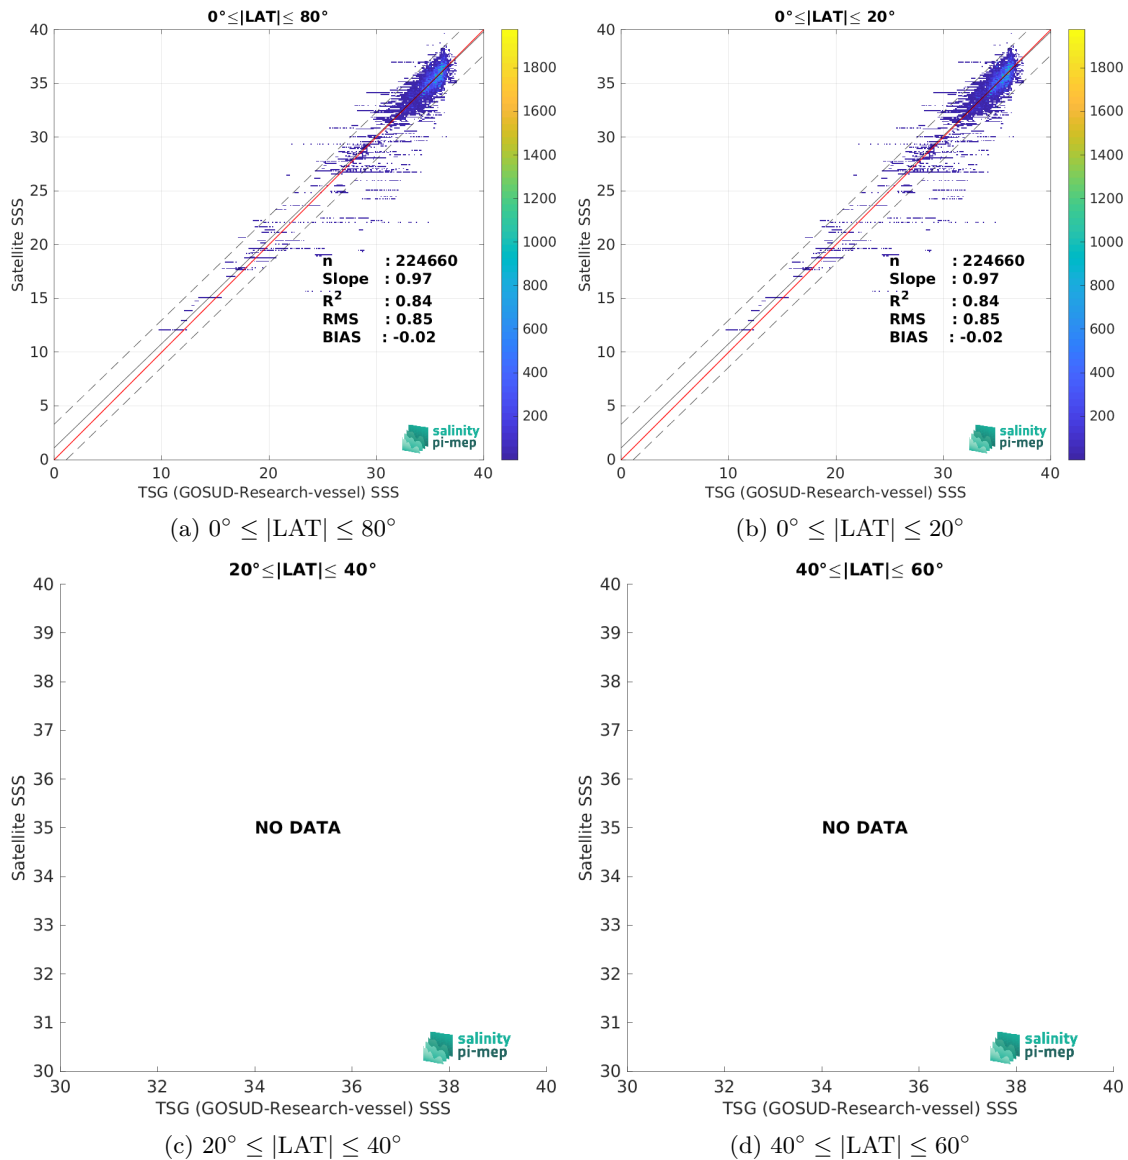 0°≤|LAT|≤ 80°
40
35
30
25
20
15
10
5
0
Satellite SSS
n : 224660
Slope : 0.97
R² : 0.84
RMS : 0.85
BIAS : -0.02
salinity
pi-mep
0 10 20 30 40
TSG (GOSUD-Research-vessel) SSS
1800
1600
1400
1200
1000
800
600
400
200
(a) 0° ≤ |LAT| ≤ 80°
0°≤|LAT|≤ 20°
40
35
30
25
20
15
10
5
0
Satellite SSS
n : 224660
Slope : 0.97
R² : 0.84
RMS : 0.85
BIAS : -0.02
salinity
pi-mep
0 10 20 30 40
TSG (GOSUD-Research-vessel) SSS
1800
1600
1400
1200
1000
800
600
400
200
(b) 0° ≤ |LAT| ≤ 20°
20°≤|LAT|≤ 40°
40
39
38
37
36
35
34
33
32
31
30
Satellite SSS
NO DATA
salinity
pi-mep
30 32 34 36 38 40
TSG (GOSUD-Research-vessel) SSS
(c) 20° ≤ |LAT| ≤ 40°
40°≤|LAT|≤ 60°
40
39
38
37
36
35
34
33
32
31
30
Satellite SSS
NO DATA
salinity
pi-mep
30 32 34 36 38 40
TSG (GOSUD-Research-vessel) SSS
(d) 40° ≤ |LAT| ≤ 60°